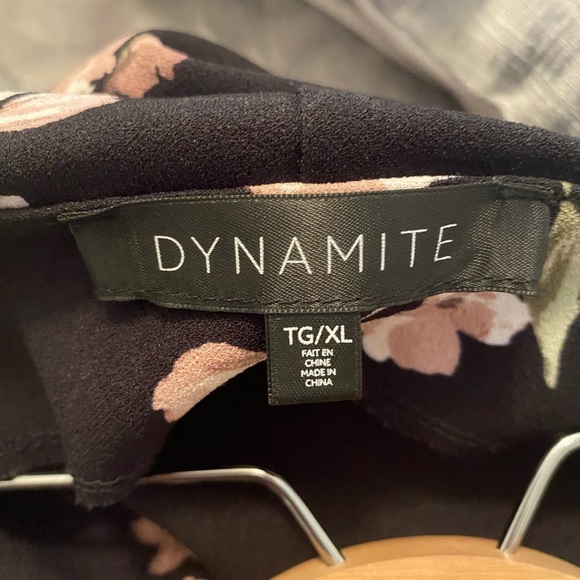 DYNAMITE
TG/XL
FAIT EN
CHINE
MADE IN
CHINA